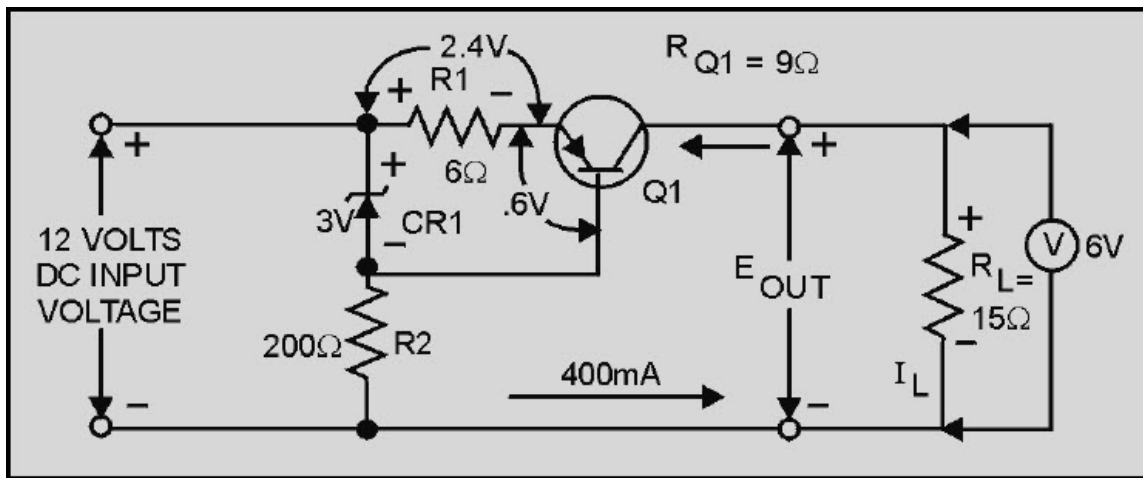 2.4V
R Q1 = 9Ω
+ R1 -
+
6Ω
+
.6V
Q1
+
3V
CR1
-
12 VOLTS
DC INPUT
VOLTAGE
E OUT
+
R L =
15Ω
-
V
6V
200Ω
R2
400mA
I L
-
-